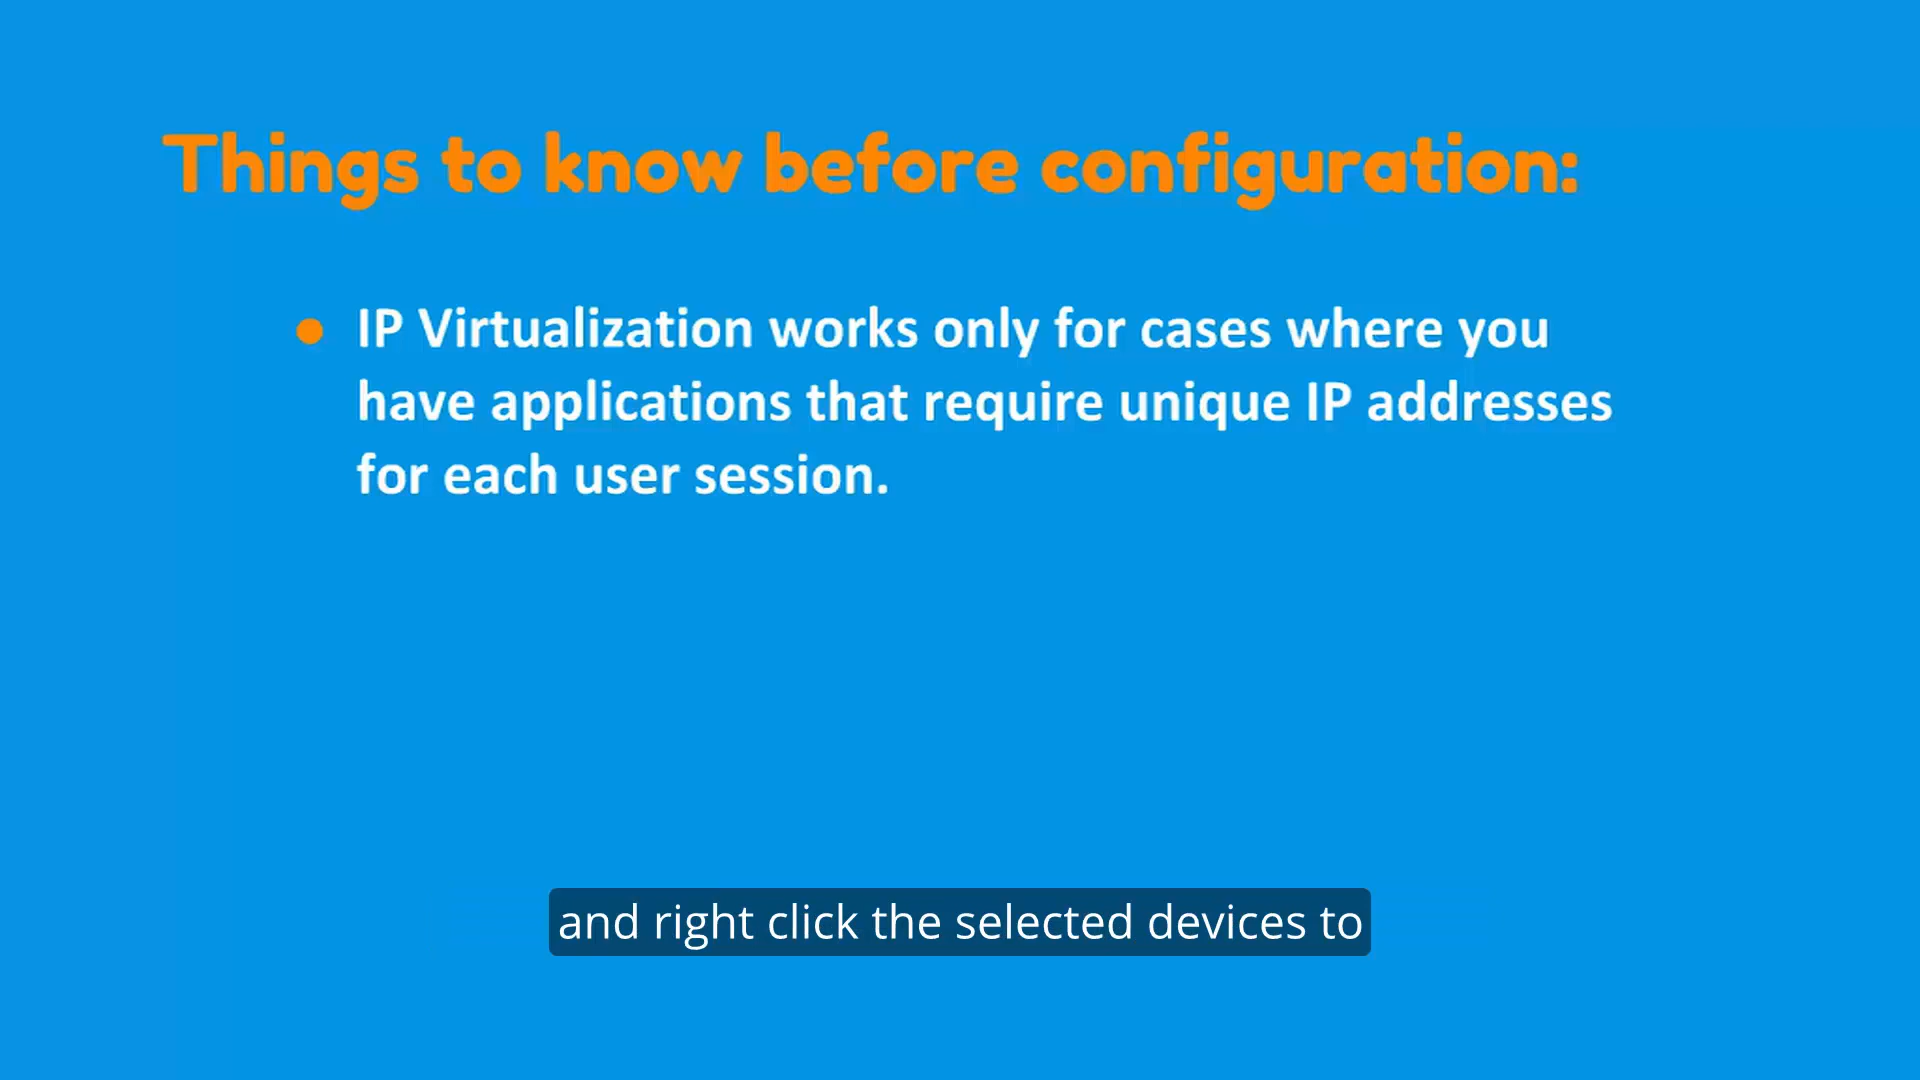 Things to know before configuration:
● IP Virtualization works only for cases where you
have applications that require unique IP addresses
for each user session.
and right click the selected devices to